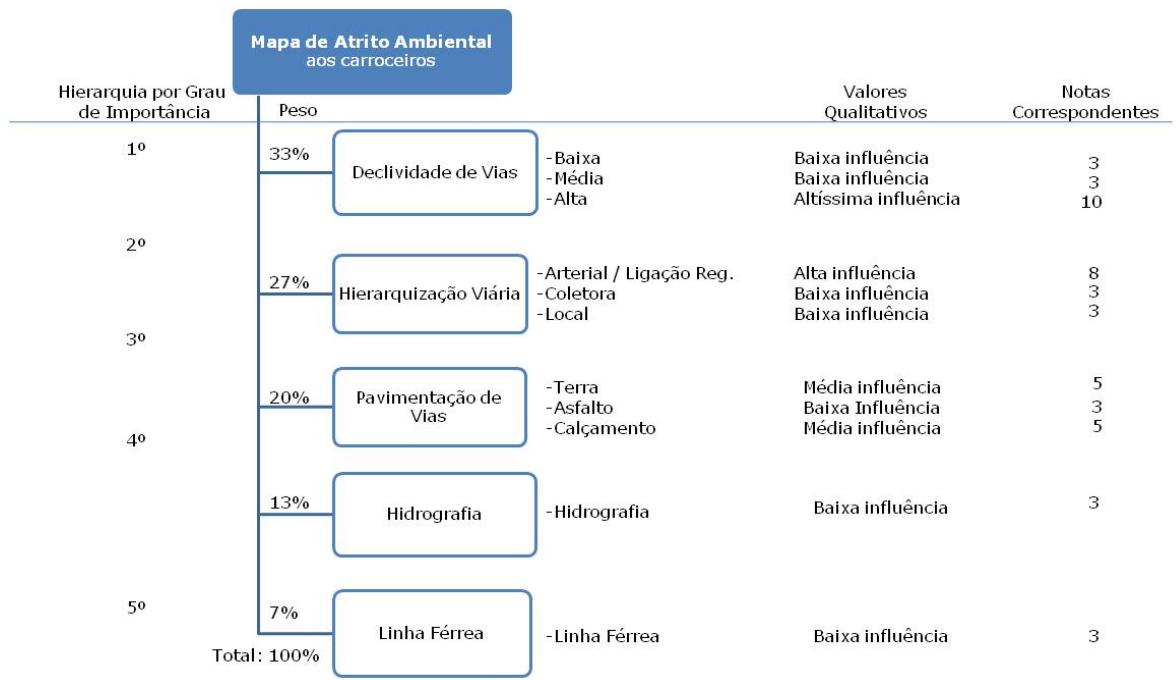 Mapa de Atrito Ambiental
aos carroceiros
Hierarquia por Grau
de Importância
Peso
Valores
Qualitativos
Notas
Correspondentes
1º
33%
Declividade de Vias
-Baixa Baixa influência 3
-Média Baixa influência 3
-Alta Altíssima influência 10
2º
27%
Hierarquização Viária
-Arterial / Ligação Reg. Alta influência 8
-Coletora Baixa influência 3
-Local Baixa influência 3
3º
20%
Pavimentação de
Vias
-Terra Média influência 5
-Asfalto Baixa Influência 3
-Calçamento Média influência 5
4º
13%
Hidrografia
-Hidrografia Baixa influência 3
5º
7%
Linha Férrea
-Linha Férrea Baixa influência 3
Total: 100%